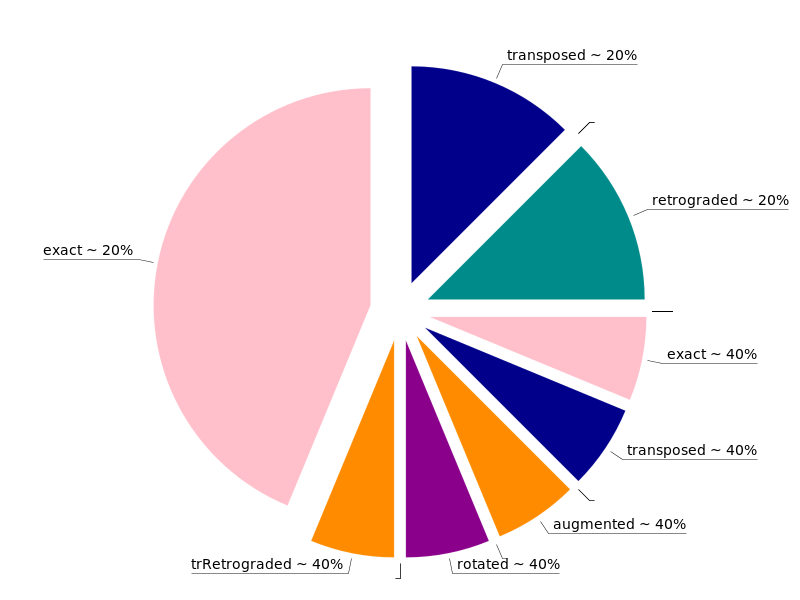 transposed ~ 20%
retrograded ~ 20%
exact ~ 20%
exact ~ 40%
transposed ~ 40%
augmented ~ 40%
trRetrograded ~ 40%
rotated ~ 40%